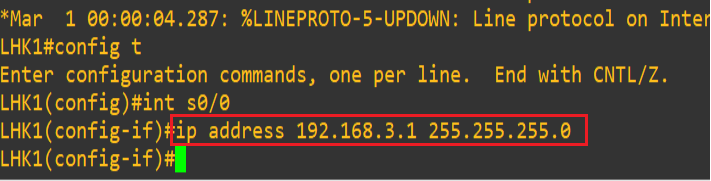 *Mar  1 00:00:04.287: %LINEPROTO-5-UPDOWN: Line protocol on Inter
LHK1#config t
Enter configuration commands, one per line.  End with CNTL/Z.
LHK1(config)#int s0/0
LHK1(config-if)#ip address 192.168.3.1 255.255.255.0
LHK1(config-if)#